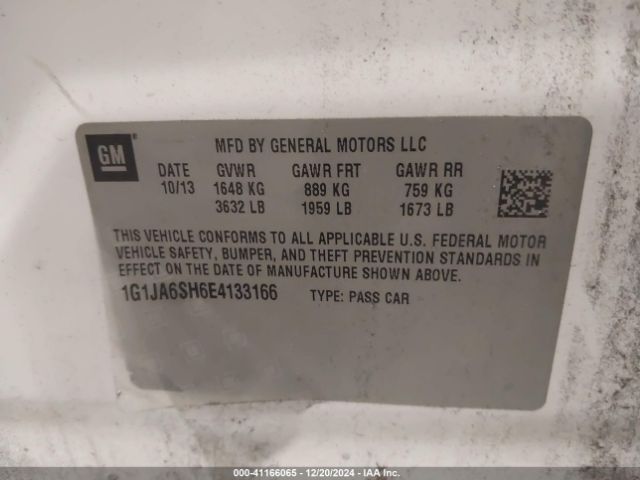 GM ®
MFD BY GENERAL MOTORS LLC
DATE GVWR GAWR FRT GAWR RR
10/13 1648 KG 889 KG 759 KG
3632 LB 1959 LB 1673 LB
THIS VEHICLE CONFORMS TO ALL APPLICABLE U.S. FEDERAL MOTOR
VEHICLE SAFETY, BUMPER, AND THEFT PREVENTION STANDARDS IN
EFFECT ON THE DATE OF MANUFACTURE SHOWN ABOVE.
1G1JA6SH6E4133166 TYPE: PASS CAR
000-41166065 - 12/20/2024 - IAA Inc.